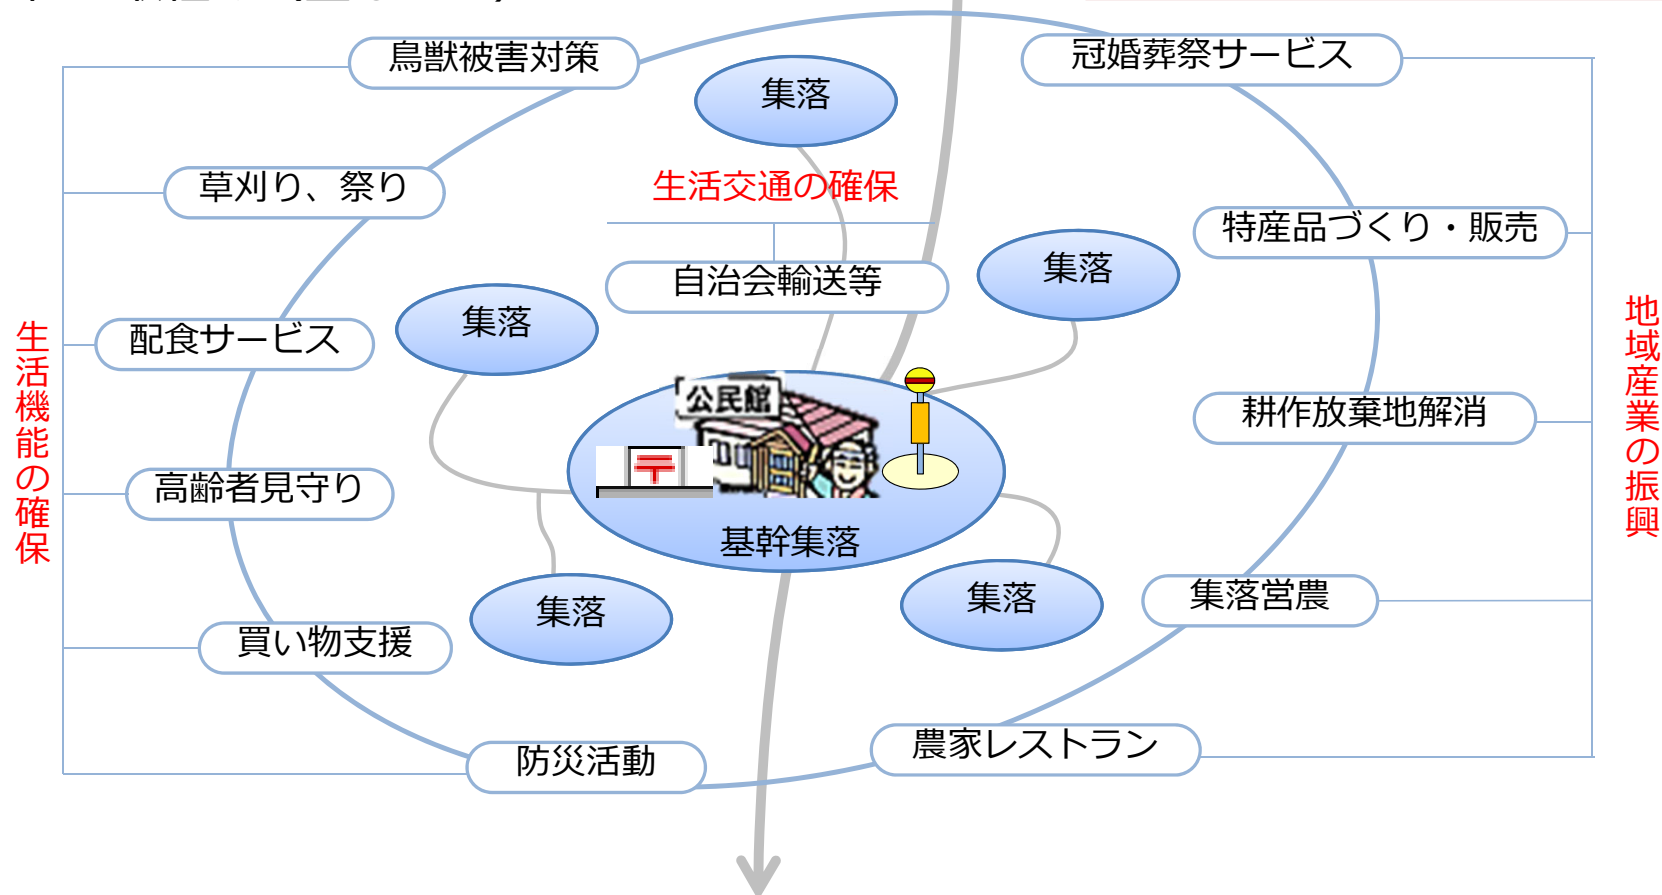 鳥獣被害対策
冠婚葬祭サービス
集落
草刈り、祭り
生活交通の確保
特産品づくり・販売
自治会輸送等
集落
集落
配食サービス
生活機能の確保
地域産業の振興
公民館
耕作放棄地解消
高齢者見守り
〒
基幹集落
集落
集落
集落営農
買い物支援
防災活動
農家レストラン